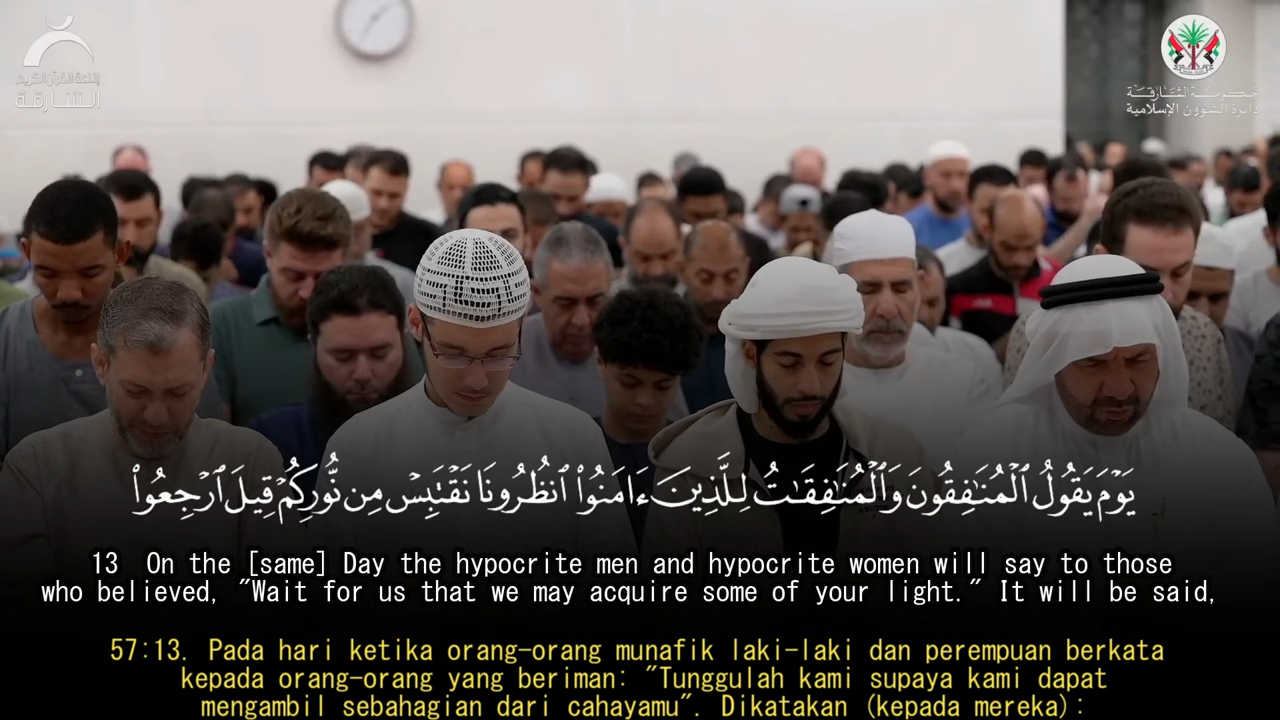 إذاعة القرآن الكريم
الشارقة
حكومة الشارقة
دائرة الشؤون الإسلامية
يَوْمَ يَقُولُ ٱلْمُنَـٰفِقُونَ وَٱلْمُنَـٰفِقَـٰتُ لِلَّذِينَ ءَامَنُوا۟ ٱنظُرُونَا نَقْتَبِسْ مِن نُّورِكُمْ قِيلَ ٱرْجِعُوا۟
13 On the [same] Day the hypocrite men and hypocrite women will say to those
who believed, "Wait for us that we may acquire some of your light." It will be said,
57:13. Pada hari ketika orang-orang munafik laki-laki dan perempuan berkata
kepada orang-orang yang beriman: "Tunggulah kami supaya kami dapat
mengambil sebahagian dari cahayamu". Dikatakan (kepada mereka):